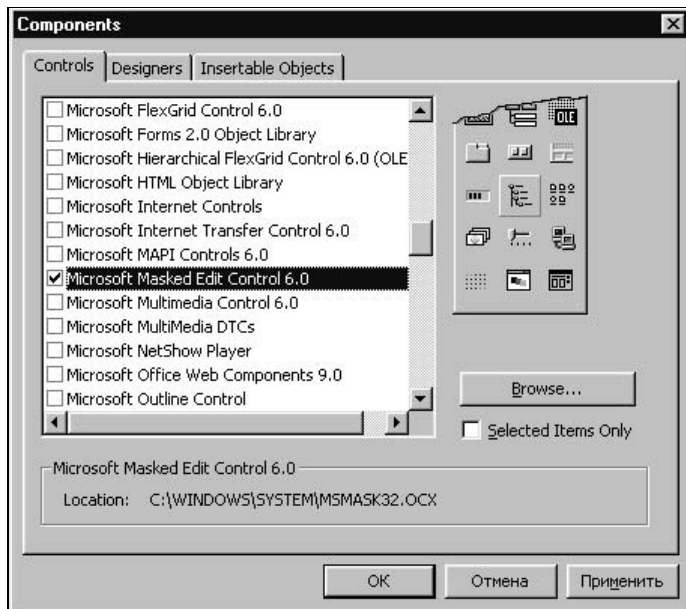 Components
Controls
Designers
Insertable Objects
Microsoft FlexGrid Control 6.0
Microsoft Forms 2.0 Object Library
Microsoft Hierarchical FlexGrid Control 6.0 (OLE
Microsoft HTML Object Library
Microsoft Internet Controls
Microsoft Internet Transfer Control 6.0
Microsoft MAPI Controls 6.0
Microsoft Masked Edit Control 6.0
Microsoft Multimedia Control 6.0
Microsoft MultiMedia DTCs
Microsoft NetShow Player
Microsoft Office Web Components 9.0
Microsoft Outline Control
OLE
Browse...
Selected Items Only
Microsoft Masked Edit Control 6.0
Location: C:\WINDOWS\SYSTEM\MSMASK32.OCX
OK
Отмена
Применить